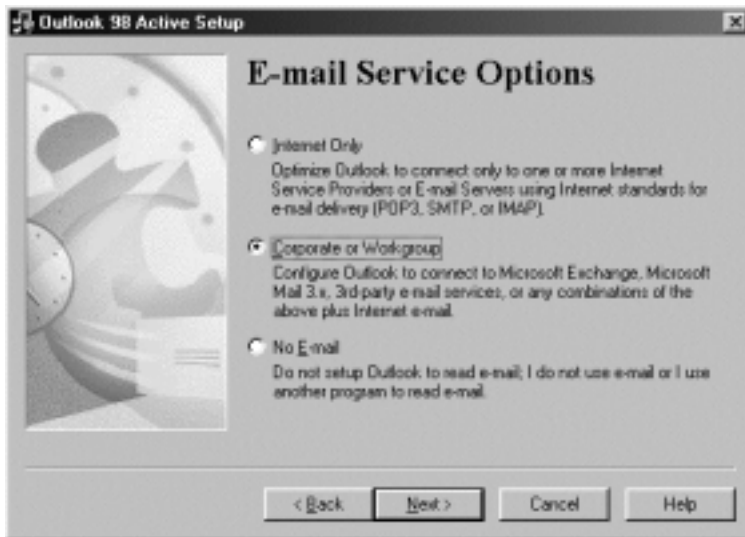 Outlook 98 Active Setup
E-mail Service Options
Internet Only
Optimize Outlook to connect only to one or more Internet
Service Providers or E-mail Servers using Internet standards for
e-mail delivery (POP3, SMTP, or IMAP).
Corporate or Workgroup
Configure Outlook to connect to Microsoft Exchange, Microsoft
Mail 3.x, 3rd-party e-mail services, or any combinations of the
above plus Internet e-mail.
No E-mail
Do not setup Outlook to read e-mail; I do not use e-mail or I use
another program to read e-mail.
< Back Next > Cancel Help